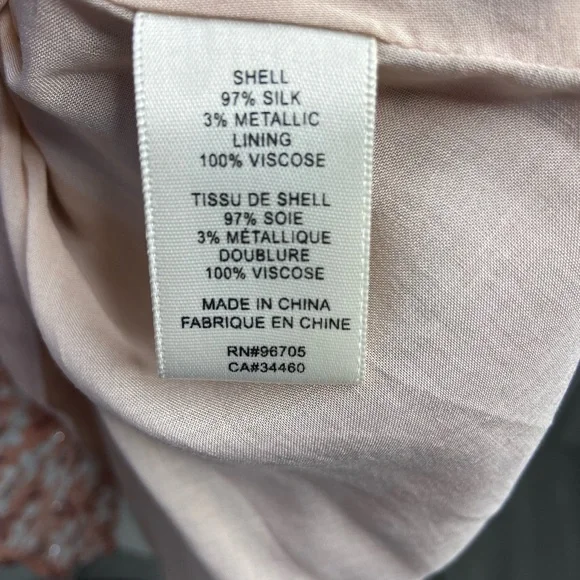 SHELL
97% SILK
3% METALLIC
LINING
100% VISCOSE
TISSU DE SHELL
97% SOIE
3% MÉTALLIQUE
DOUBLURE
100% VISCOSE
MADE IN CHINA
FABRIQUE EN CHINE
RN#96705
CA#34460